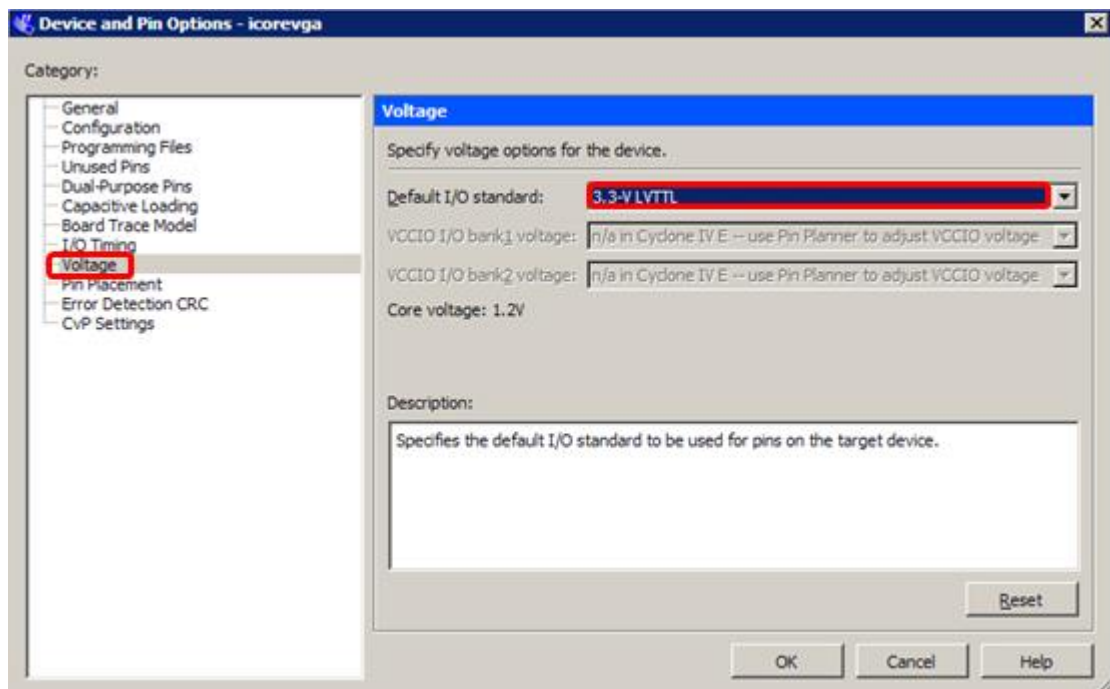 Device and Pin Options - icorevga
Category:
General
Configuration
Programming Files
Unused Pins
Dual-Purpose Pins
Capacitive Loading
Board Trace Model
I/O Timing
Voltage
Pin Placement
Error Detection CRC
CvP Settings
Voltage
Specify voltage options for the device.
Default I/O standard: 3.3-V LVTTL
VCCIO I/O bank1 voltage: n/a in Cyclone IV E -- use Pin Planner to adjust VCCIO voltage
VCCIO I/O bank2 voltage: n/a in Cyclone IV E -- use Pin Planner to adjust VCCIO voltage
Core voltage: 1.2V
Description:
Specifies the default I/O standard to be used for pins on the target device.
Reset
OK Cancel Help